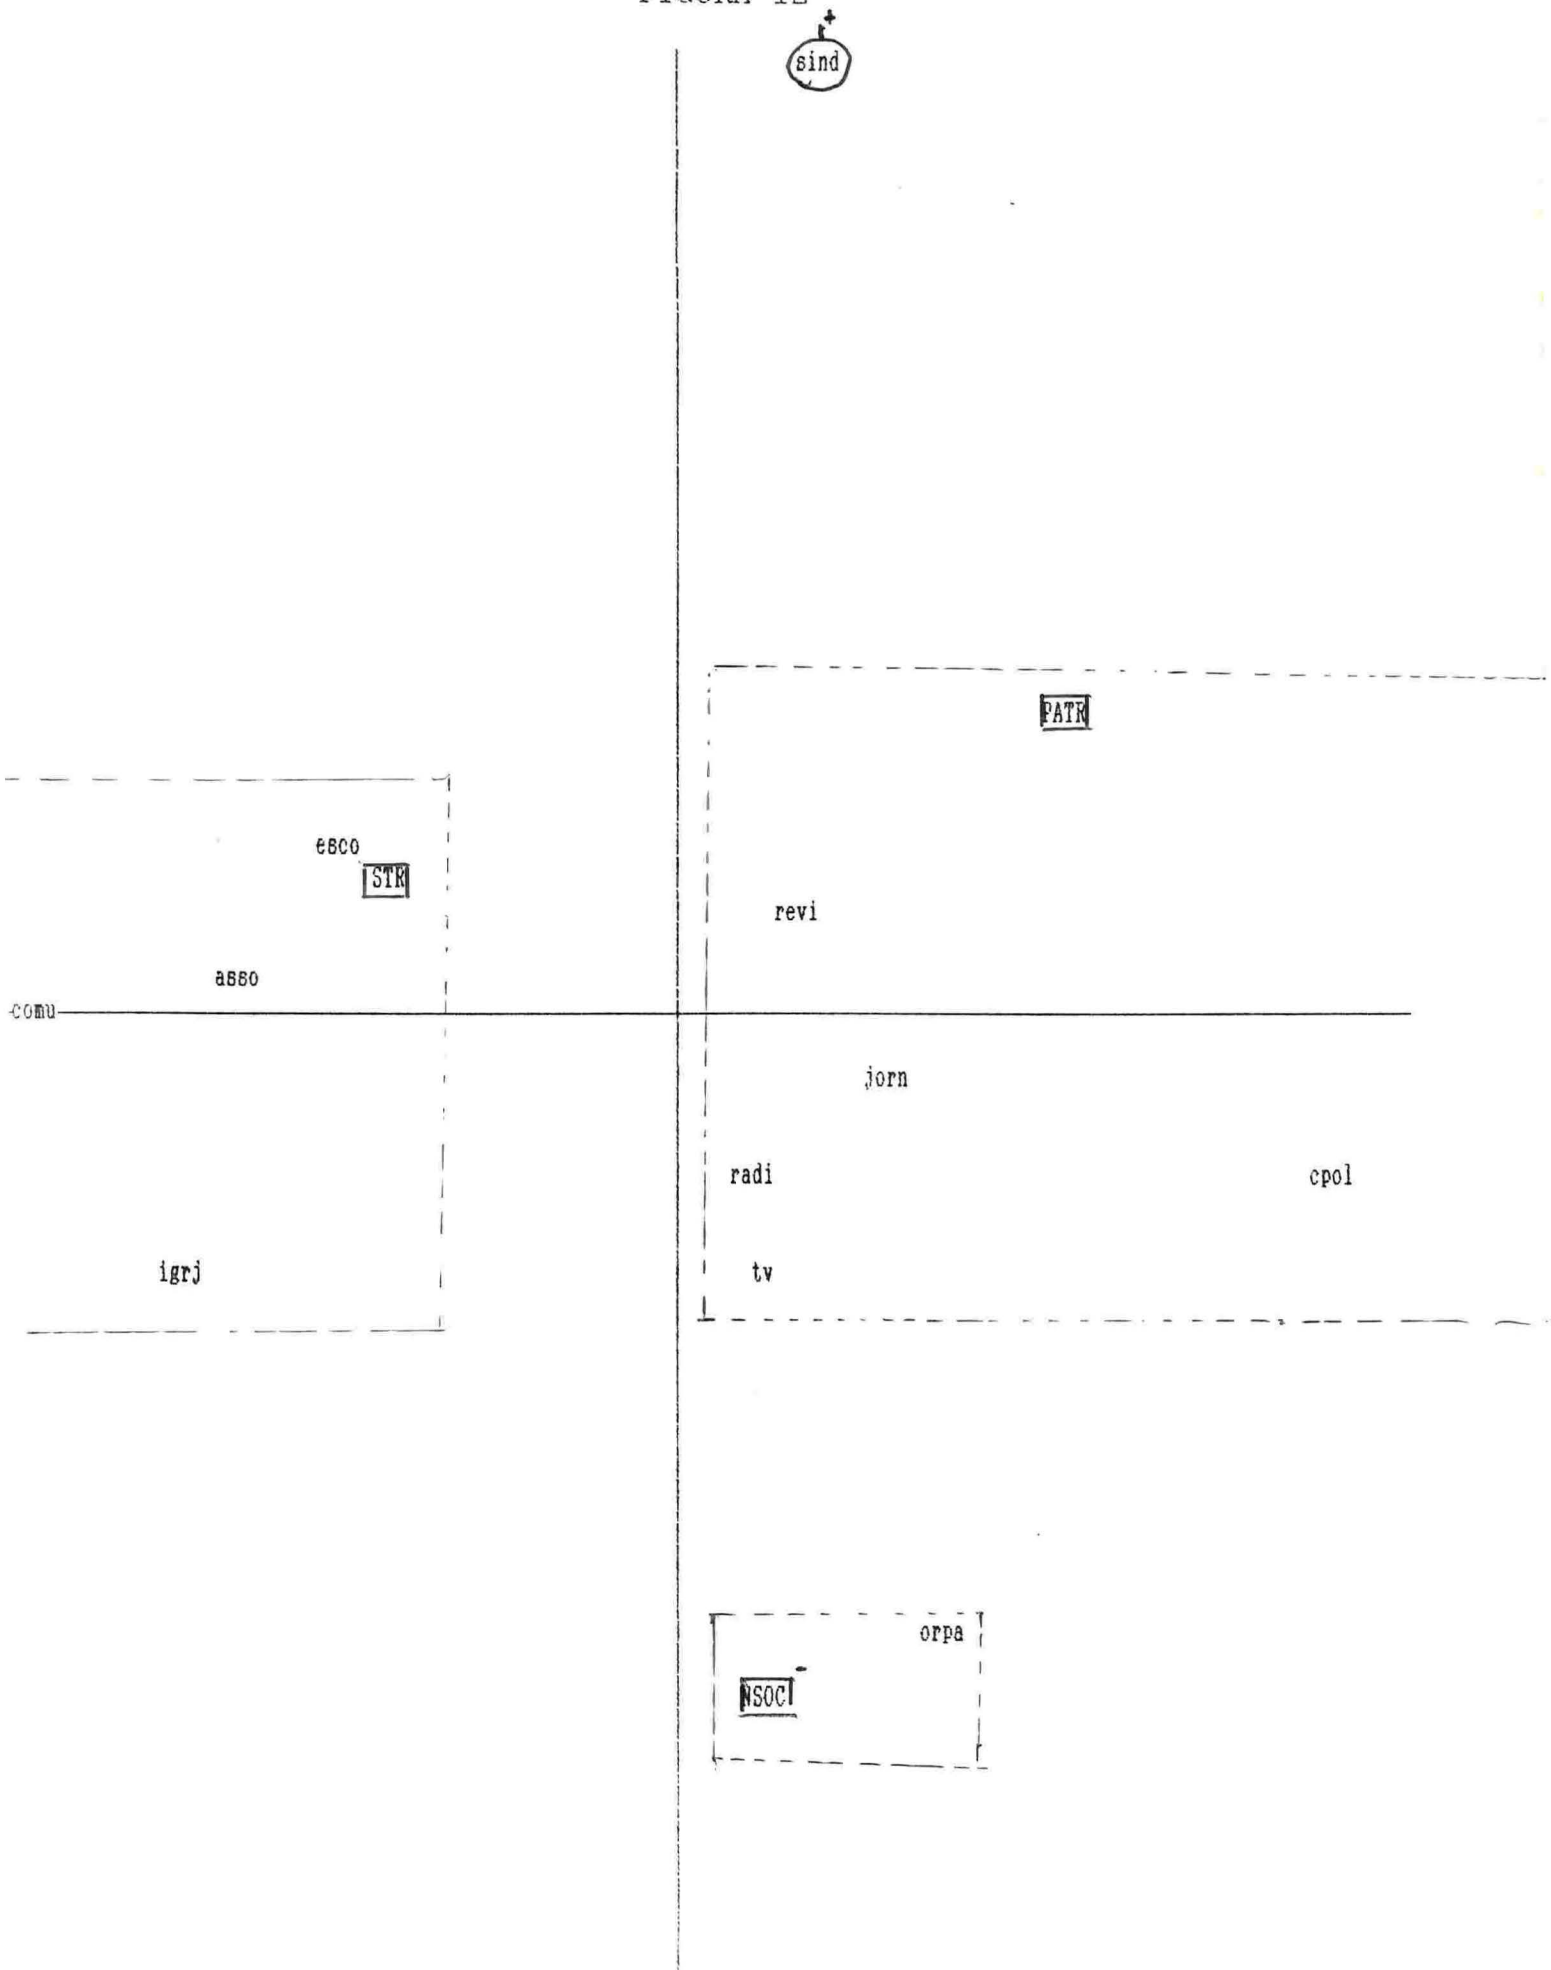 +
sind
PATR
esco
STR
revi
asso
comu
jorn
radi
cpol
igrj
tv
orpa
-
NSOC